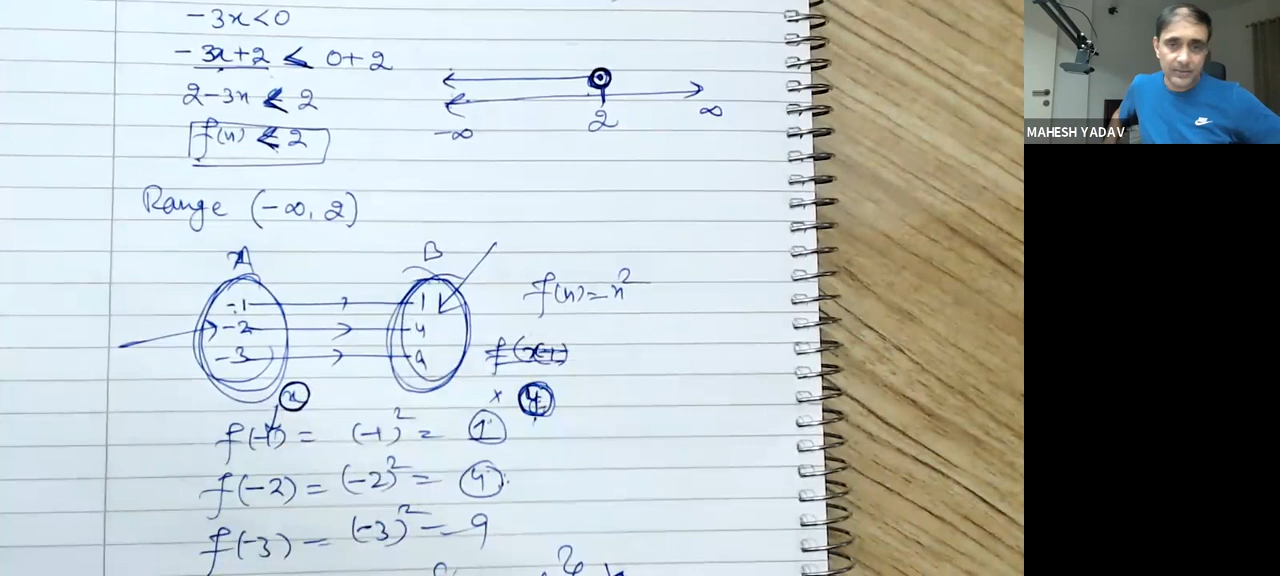 -3x<0
-3x+2 < 0+2
2-3x < 2
f(x) < 2
-∞ 2 ∞
MAHESH YADAV
Range (-∞, 2)
A B
-1 1
-2 4
-3 9
f(x)=x²
x y
f(-1) = (-1)² = 1
f(-2) = (-2)² = 4
f(-3) = (-3)² = 9